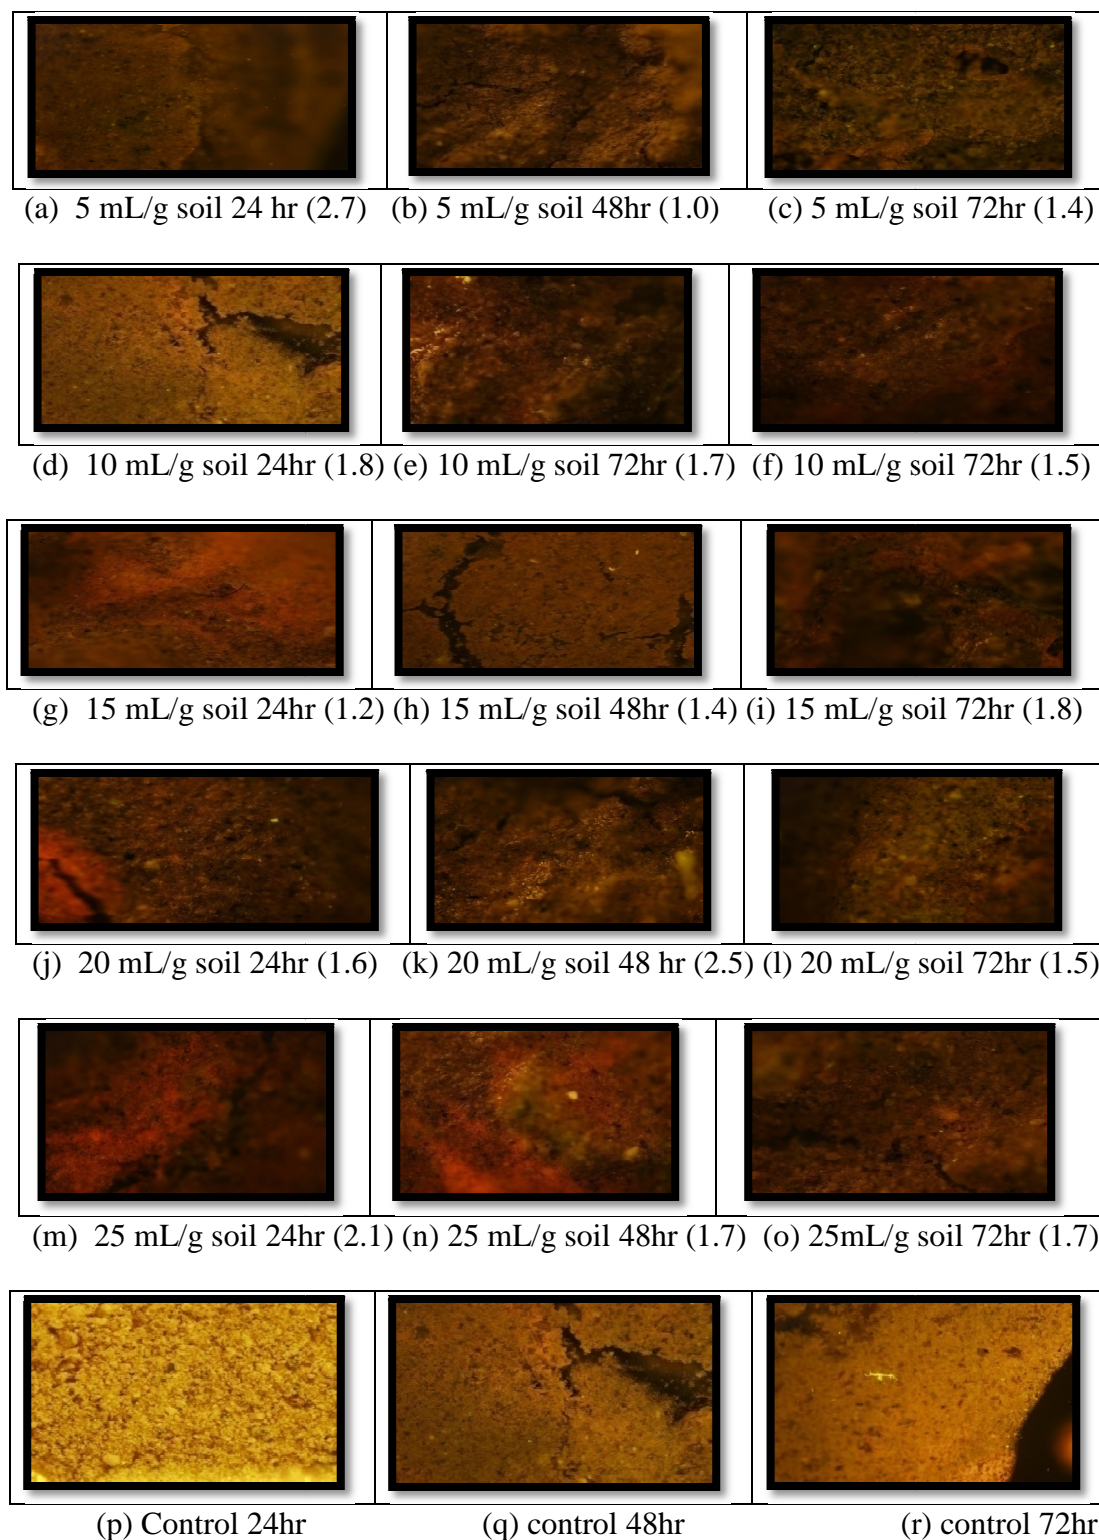 (a) 5 mL/g soil 24 hr (2.7) (b) 5 mL/g soil 48hr (1.0) (c) 5 mL/g soil 72hr (1.4)
(d) 10 mL/g soil 24hr (1.8) (e) 10 mL/g soil 72hr (1.7) (f) 10 mL/g soil 72hr (1.5)
(g) 15 mL/g soil 24hr (1.2) (h) 15 mL/g soil 48hr (1.4) (i) 15 mL/g soil 72hr (1.8)
(j) 20 mL/g soil 24hr (1.6) (k) 20 mL/g soil 48 hr (2.5) (l) 20 mL/g soil 72hr (1.5)
(m) 25 mL/g soil 24hr (2.1) (n) 25 mL/g soil 48hr (1.7) (o) 25mL/g soil 72hr (1.7)
(p) Control 24hr (q) control 48hr (r) control 72hr